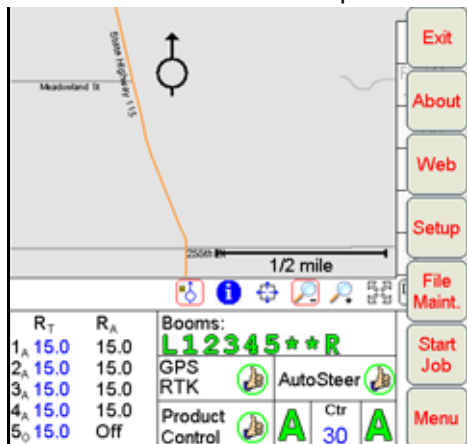 Exit
State Highway 115
Meadowland St
About
Web
Setup
255th
1/2 mile
File
Maint.
RT RA
1A 15.0 15.0
2A 15.0 15.0
3A 15.0 15.0
4A 15.0 15.0
5O 15.0 Off
Booms:
L12345**R
GPS
RTK
AutoSteer
Product
Control
A
Ctr
30
A
Start
Job
Menu